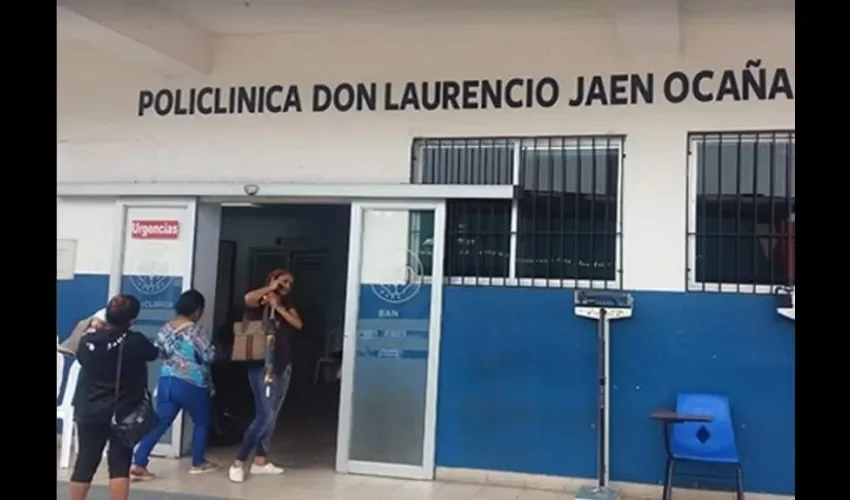 POLICLINICA DON LAURENCIO JAEN OCAÑA
Urgencias